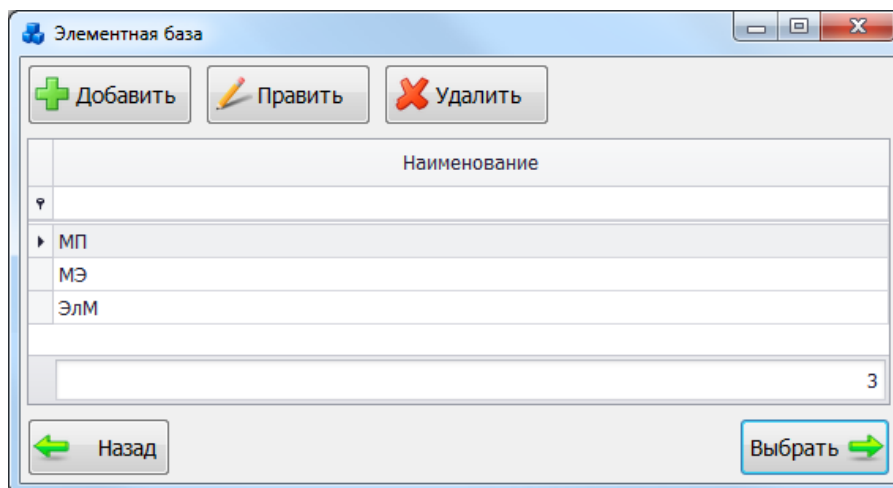 Элементная база
Добавить Править Удалить
Наименование
МП
МЭ
ЭлМ
3
Назад Выбрать